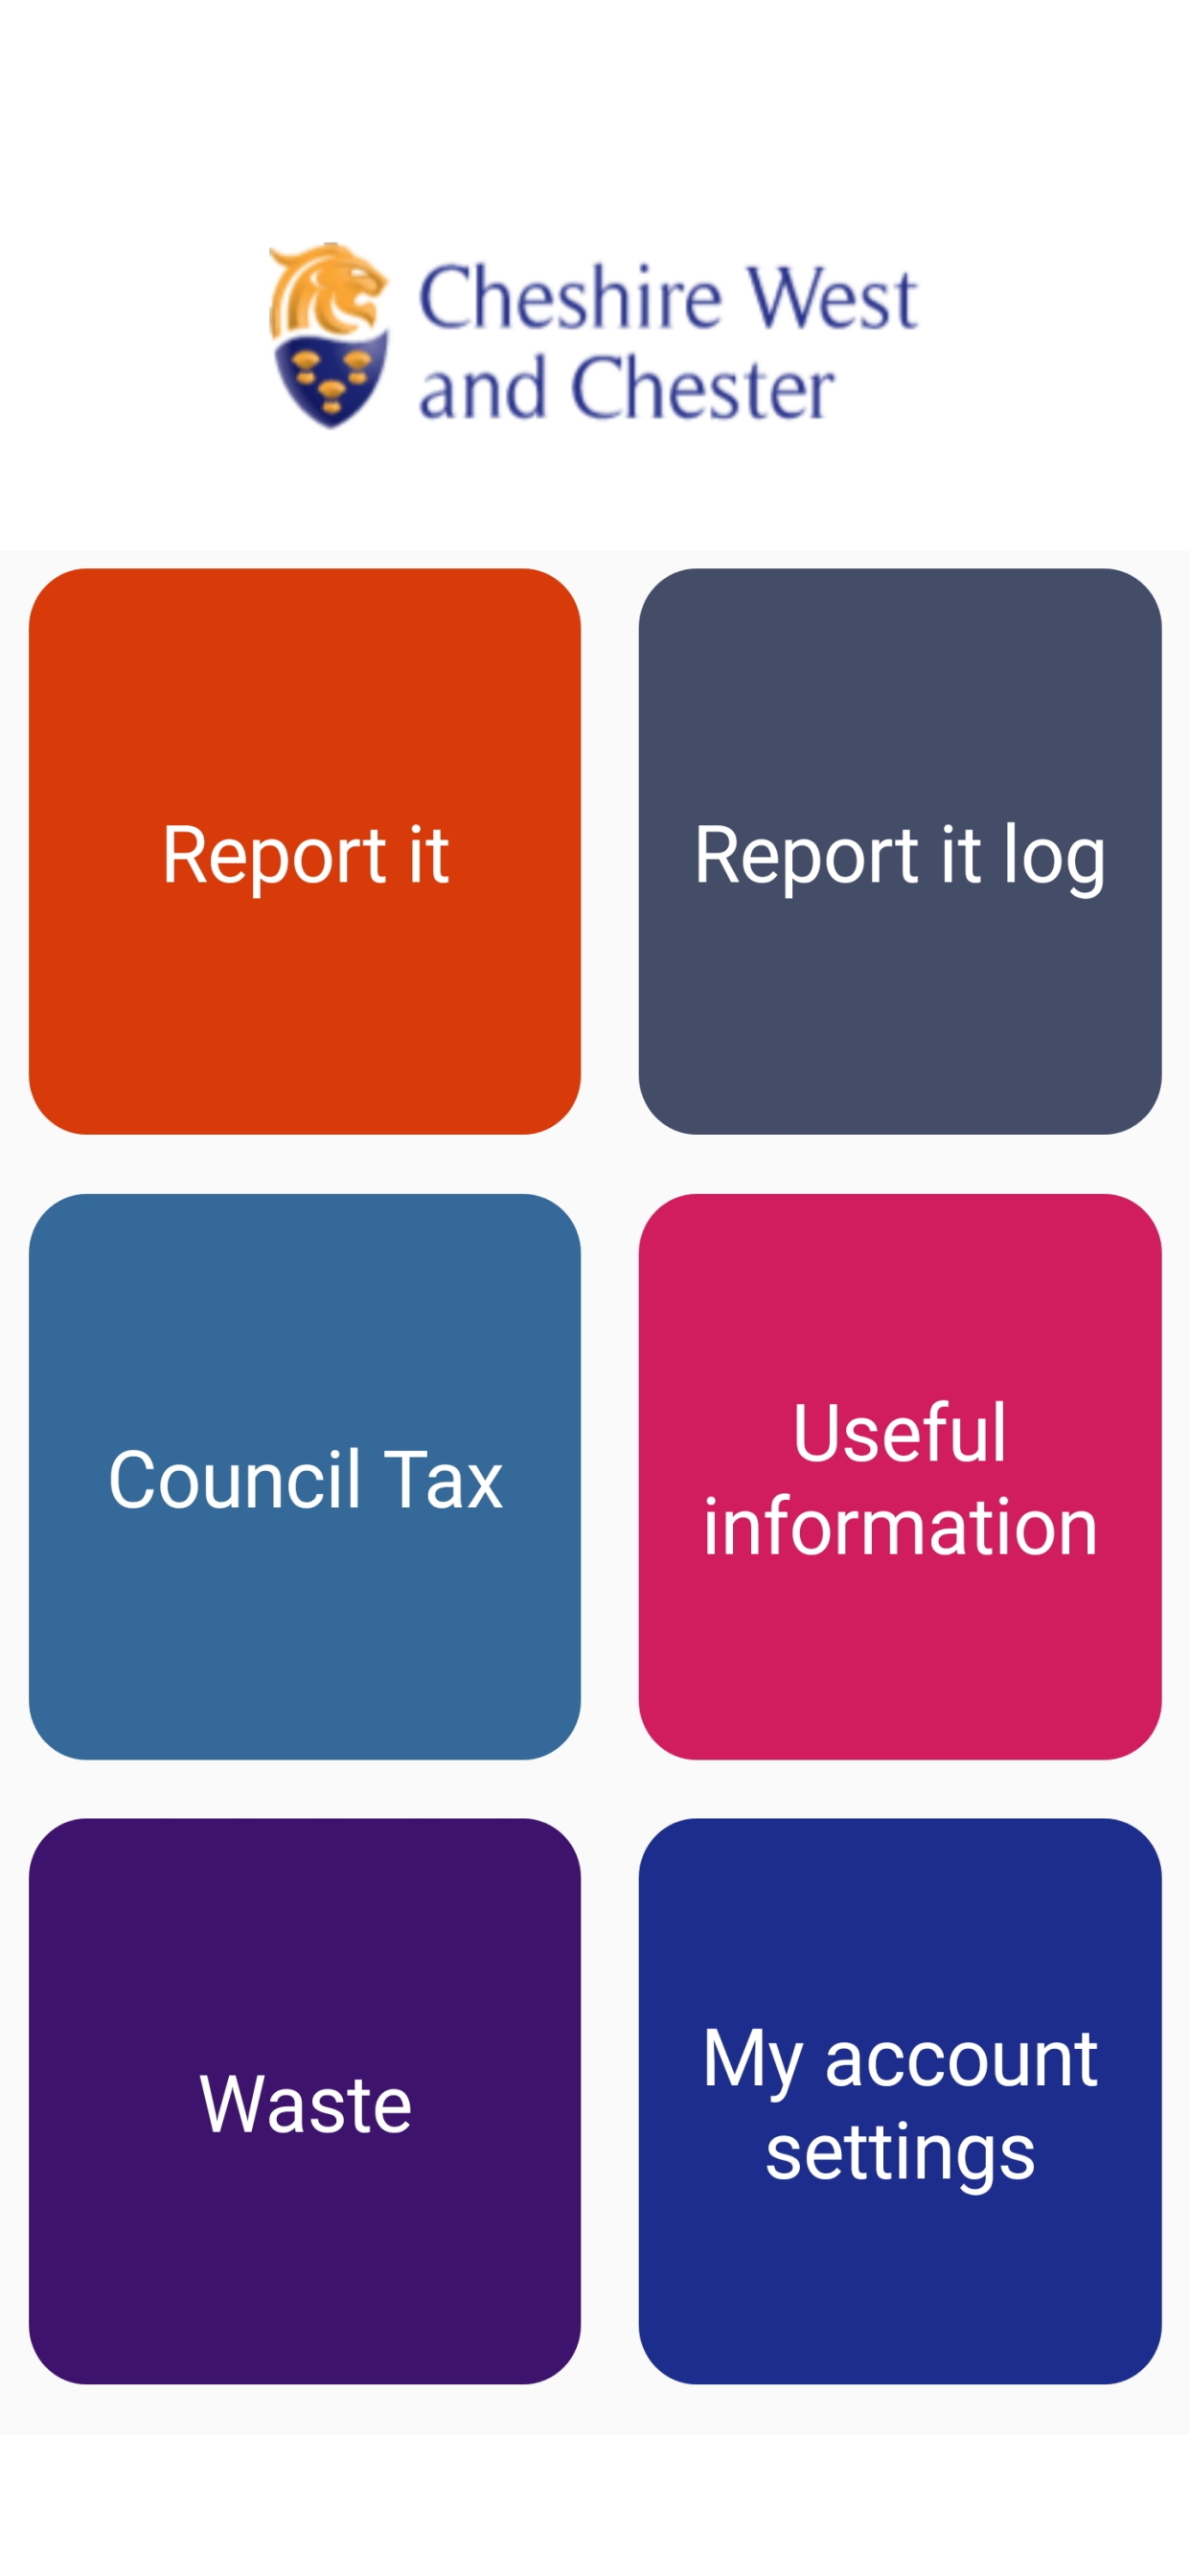 Cheshire West
and Chester
Report it
Report it log
Council Tax
Useful
information
Waste
My account
settings